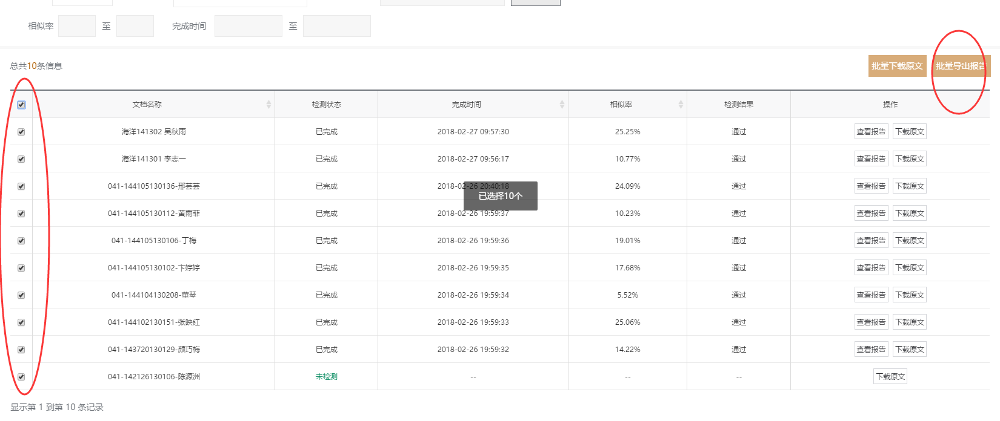 相似率 至 完成时间 至
总共10条信息 批量下载原文 批量导出报告
文档名称 检测状态 完成时间 相似率 检测结果 操作
海洋141302 吴秋雨 已完成 2018-02-27 09:57:30 25.25% 通过 查看报告 下载原文
海洋141301 李志一 已完成 2018-02-27 09:56:17 10.77% 通过 查看报告 下载原文
041-144105130136-邢芸芸 已完成 2018-02-26 20:40:18 24.09% 通过 查看报告 下载原文
已选择10个
041-144105130112-黄雨菲 已完成 2018-02-26 19:59:37 10.23% 通过 查看报告 下载原文
041-144105130106-丁梅 已完成 2018-02-26 19:59:36 19.01% 通过 查看报告 下载原文
041-144105130102-卞婷婷 已完成 2018-02-26 19:59:35 17.68% 通过 查看报告 下载原文
041-144104130208-茁琴 已完成 2018-02-26 19:59:34 5.52% 通过 查看报告 下载原文
041-144102130151-张映红 已完成 2018-02-26 19:59:33 25.06% 通过 查看报告 下载原文
041-143720130129-颜巧梅 已完成 2018-02-26 19:59:32 14.22% 通过 查看报告 下载原文
041-142126130106-陈源洲 未检测 -- -- -- 下载原文
显示第 1 到第 10 条记录